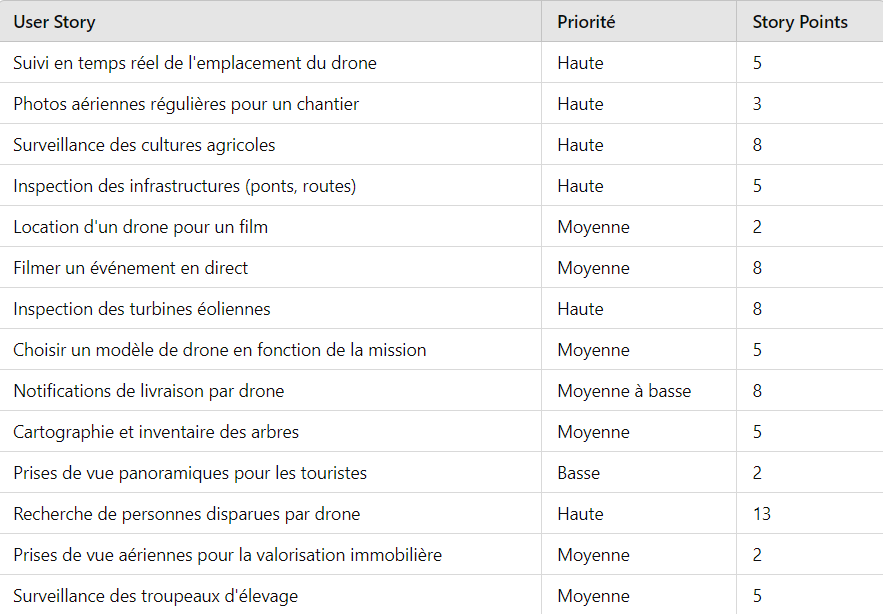 User Story Priorité Story Points
Suivi en temps réel de l'emplacement du drone Haute 5
Photos aériennes régulières pour un chantier Haute 3
Surveillance des cultures agricoles Haute 8
Inspection des infrastructures (ponts, routes) Haute 5
Location d'un drone pour un film Moyenne 2
Filmer un événement en direct Moyenne 8
Inspection des turbines éoliennes Haute 8
Choisir un modèle de drone en fonction de la mission Moyenne 5
Notifications de livraison par drone Moyenne à basse 8
Cartographie et inventaire des arbres Moyenne 5
Prises de vue panoramiques pour les touristes Basse 2
Recherche de personnes disparues par drone Haute 13
Prises de vue aériennes pour la valorisation immobilière Moyenne 2
Surveillance des troupeaux d'élevage Moyenne 5